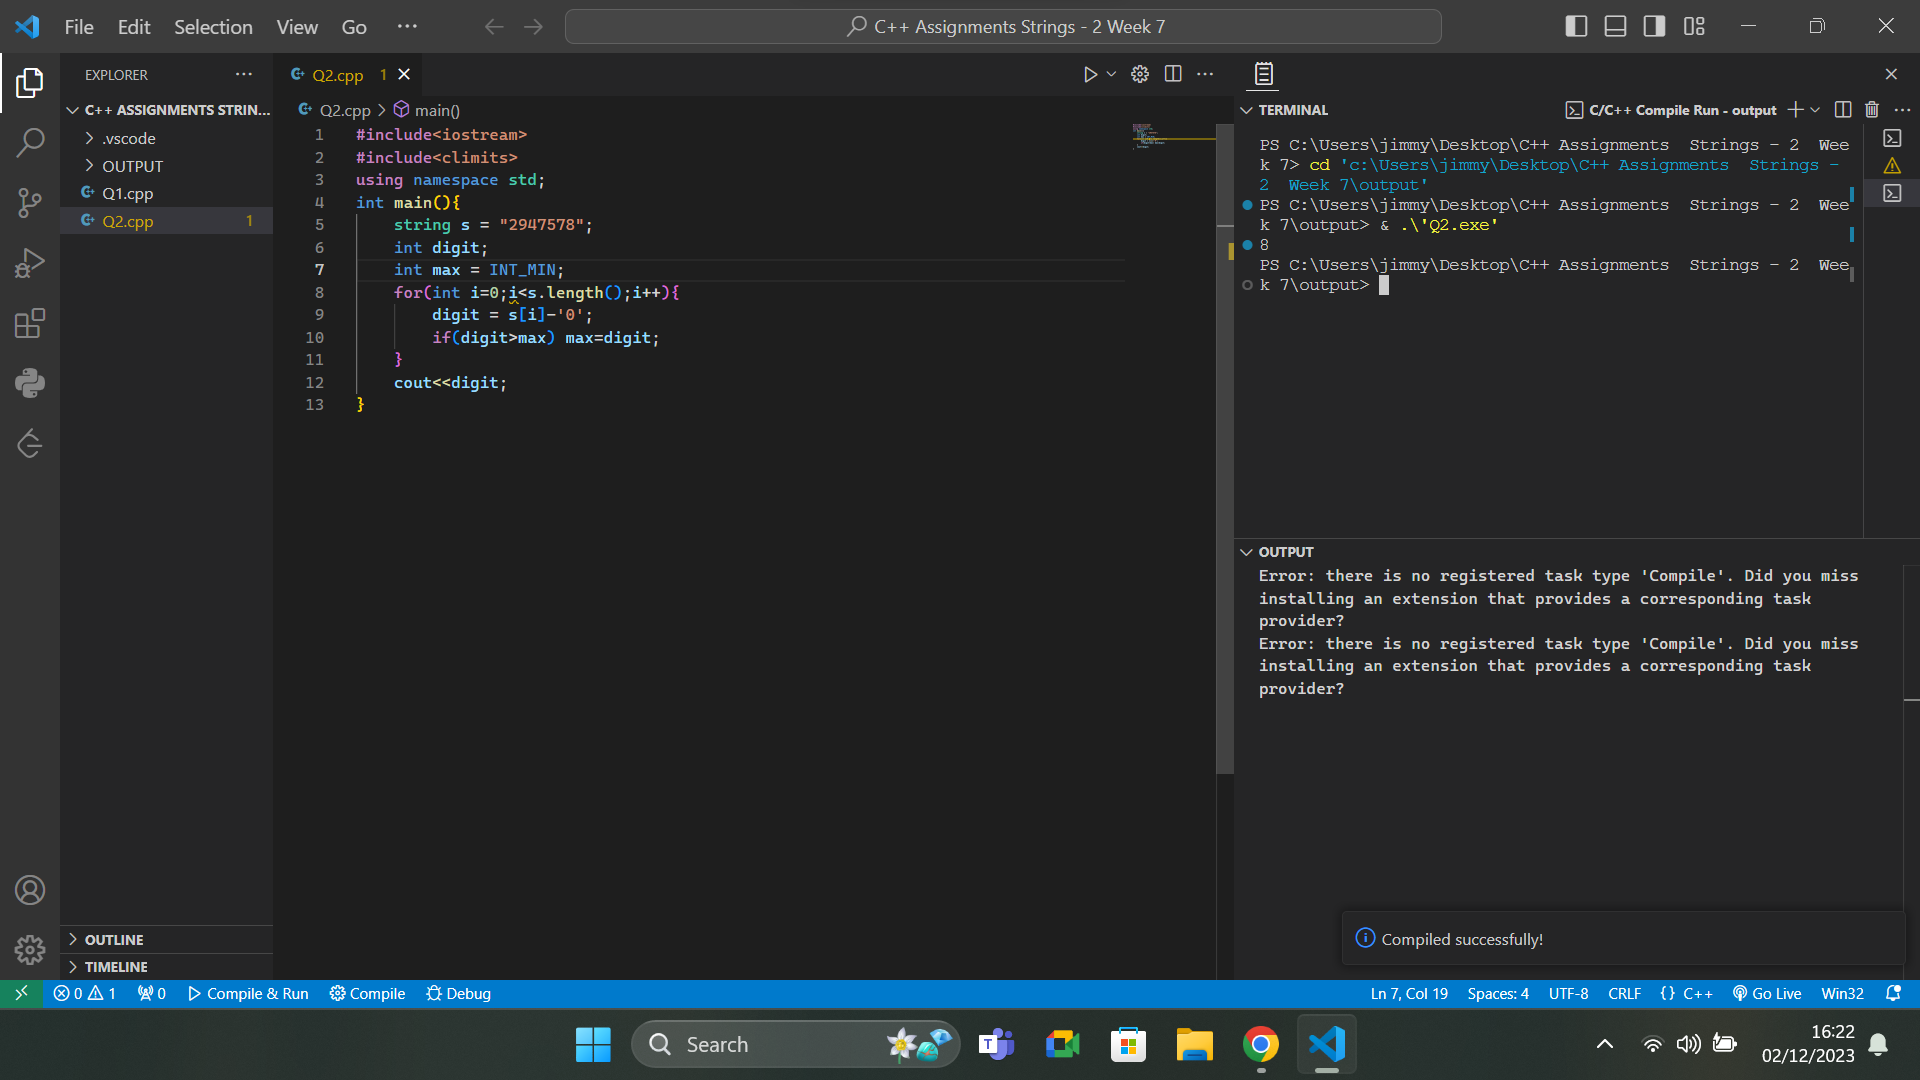 File Edit Selection View Go ···
C++ Assignments Strings - 2 Week 7
EXPLORER
C++ ASSIGNMENTS STRIN...
.vscode
OUTPUT
Q1.cpp
Q2.cpp 1
Q2.cpp 1
Q2.cpp > main()
1 #include<iostream>
2 #include<climits>
3 using namespace std;
4 int main(){
5 string s = "2947578";
6 int digit;
7 int max = INT_MIN;
8 for(int i=0;i<s.length();i++){
9 digit = s[i]-'0';
10 if(digit>max) max=digit;
11 }
12 cout<<digit;
13 }
TERMINAL
C/C++ Compile Run - output
PS C:\Users\jimmy\Desktop\C++ Assignments  Strings - 2  Wee
k 7> cd 'c:\Users\jimmy\Desktop\C++ Assignments  Strings -
2  Week 7\output'
PS C:\Users\jimmy\Desktop\C++ Assignments  Strings - 2  Wee
k 7\output> & .\'Q2.exe'
8
PS C:\Users\jimmy\Desktop\C++ Assignments  Strings - 2  Wee
k 7\output>
OUTPUT
Error: there is no registered task type 'Compile'. Did you miss
installing an extension that provides a corresponding task
provider?
Error: there is no registered task type 'Compile'. Did you miss
installing an extension that provides a corresponding task
provider?
Compiled successfully!
OUTLINE
TIMELINE
0 1 0 Compile & Run Compile Debug
Ln 7, Col 19 Spaces: 4 UTF-8 CRLF {} C++ Go Live Win32
Search
T
16:22
02/12/2023